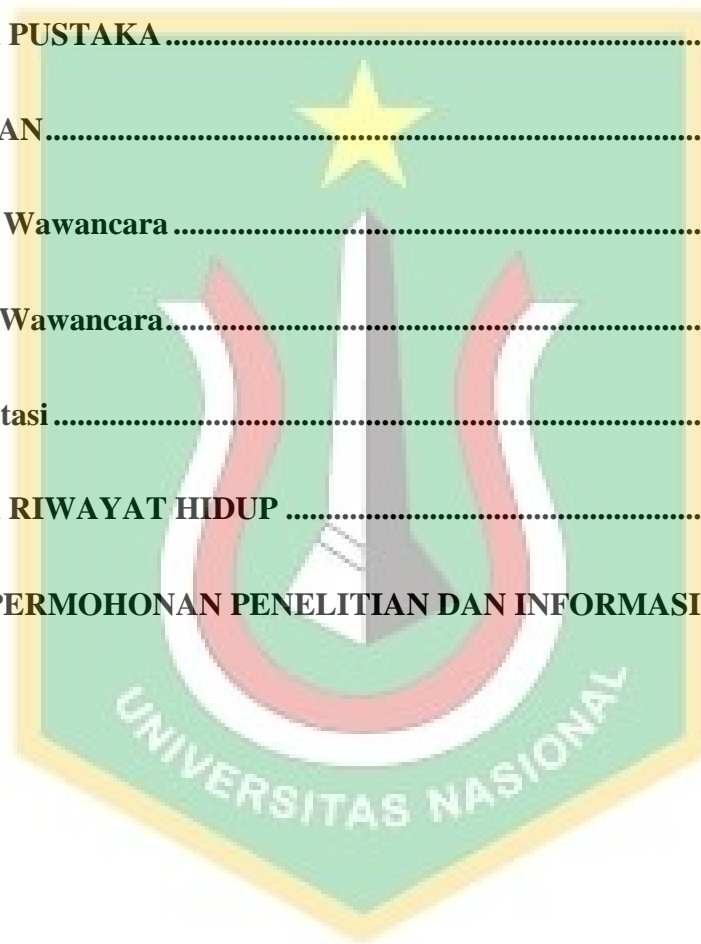 PUSTAKA................................................................
AN................................................................................
Wawancara................................................................
Wawancara................................................................
tasi................................................................................
RIWAYAT HIDUP ..................................................
PERMOHONAN PENELITIAN DAN INFORMASI
UNIVERSITAS NASIONAL